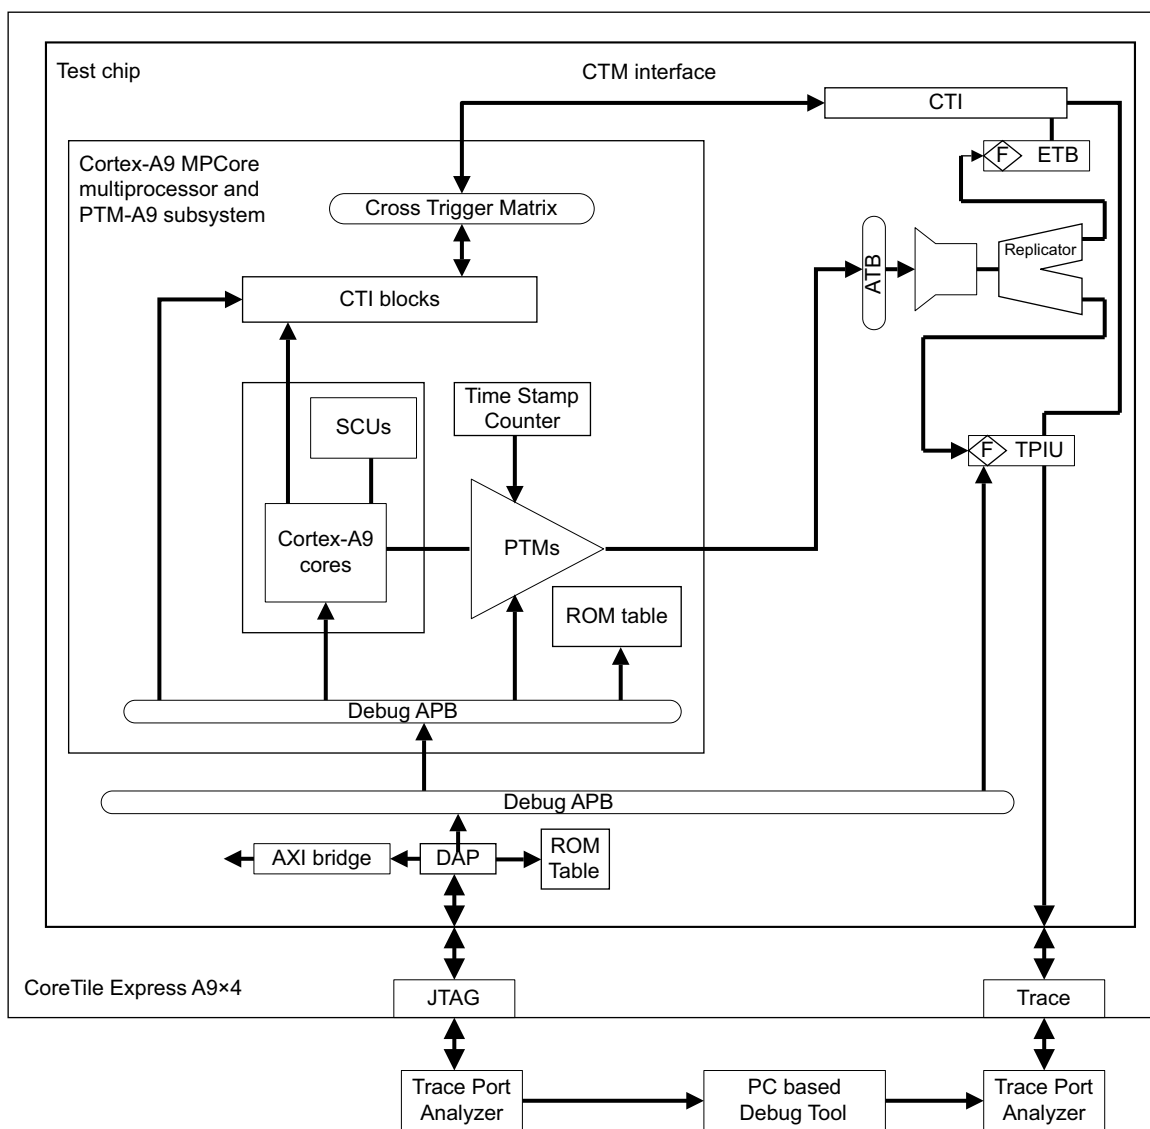 Test chip
CTM interface
CTI
F
ETB
Cortex-A9 MPCore
multiprocessor and
PTM-A9 subsystem
Cross Trigger Matrix
ATB
Replicator
CTI blocks
Time Stamp
Counter
SCUs
F
TPIU
Cortex-A9
cores
PTMs
ROM table
Debug APB
Debug APB
AXI bridge
DAP
ROM
Table
CoreTile Express A9×4
JTAG
Trace
Trace Port
Analyzer
PC based
Debug Tool
Trace Port
Analyzer